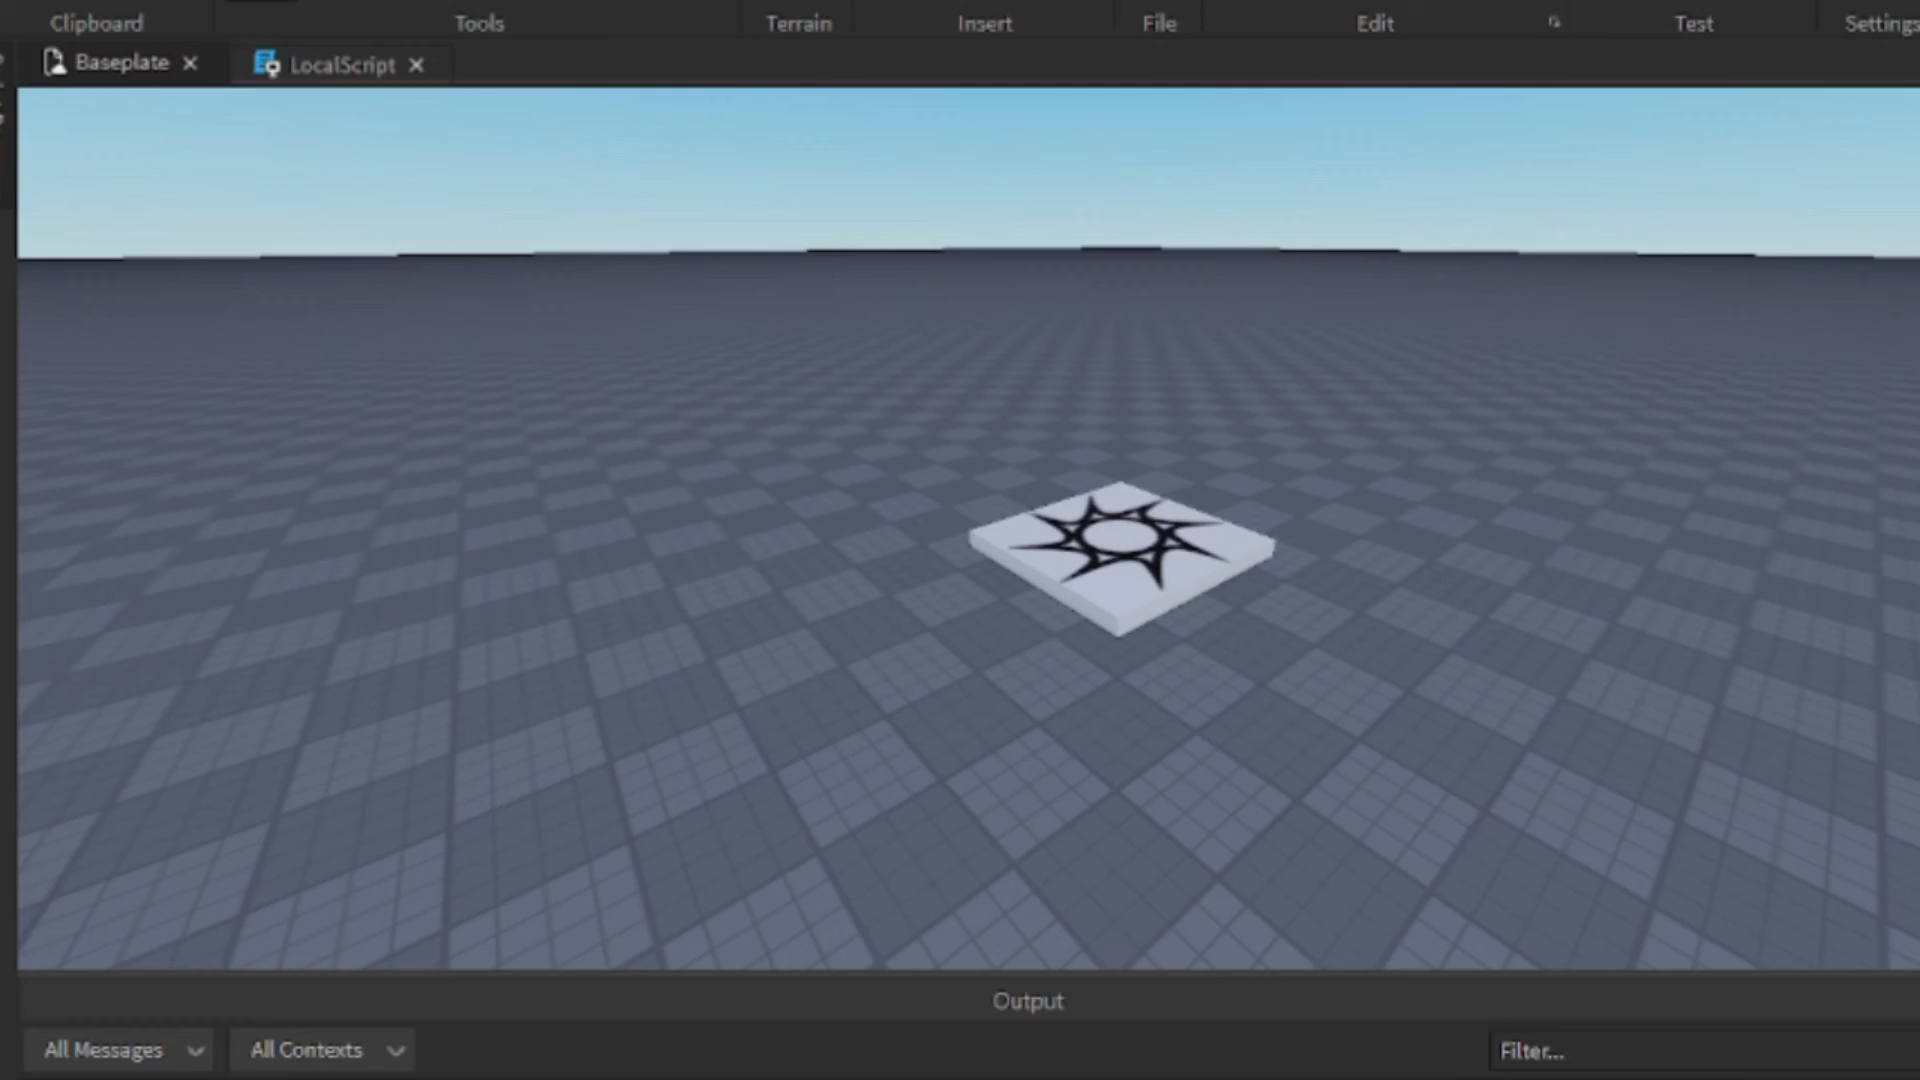 Clipboard
Tools
Terrain
Insert
File
Edit
Test
Settings
Baseplate
LocalScript
Output
All Messages
All Contexts
Filter...